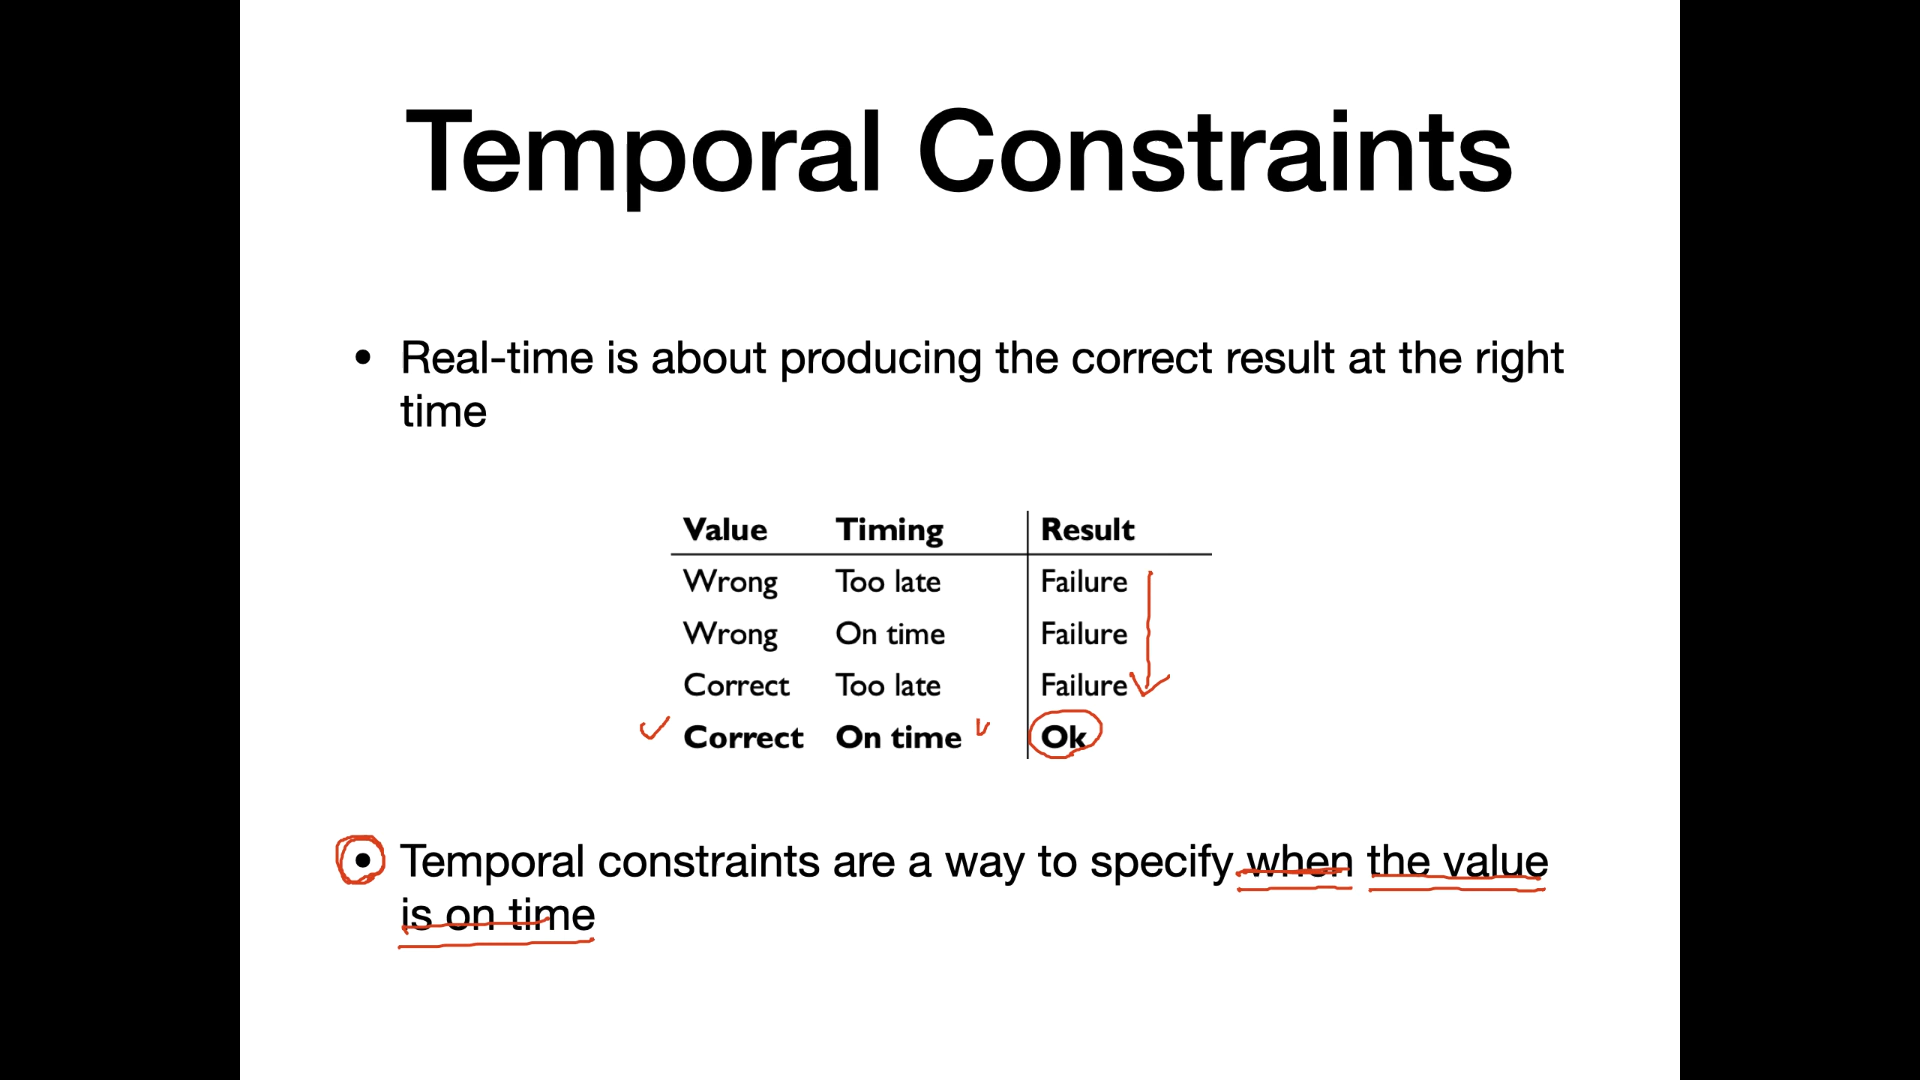 Temporal Constraints
• Real-time is about producing the correct result at the right
time
Value Timing Result
Wrong Too late Failure
Wrong On time Failure
Correct Too late Failure
Correct On time Ok
• Temporal constraints are a way to specify when the value
is on time